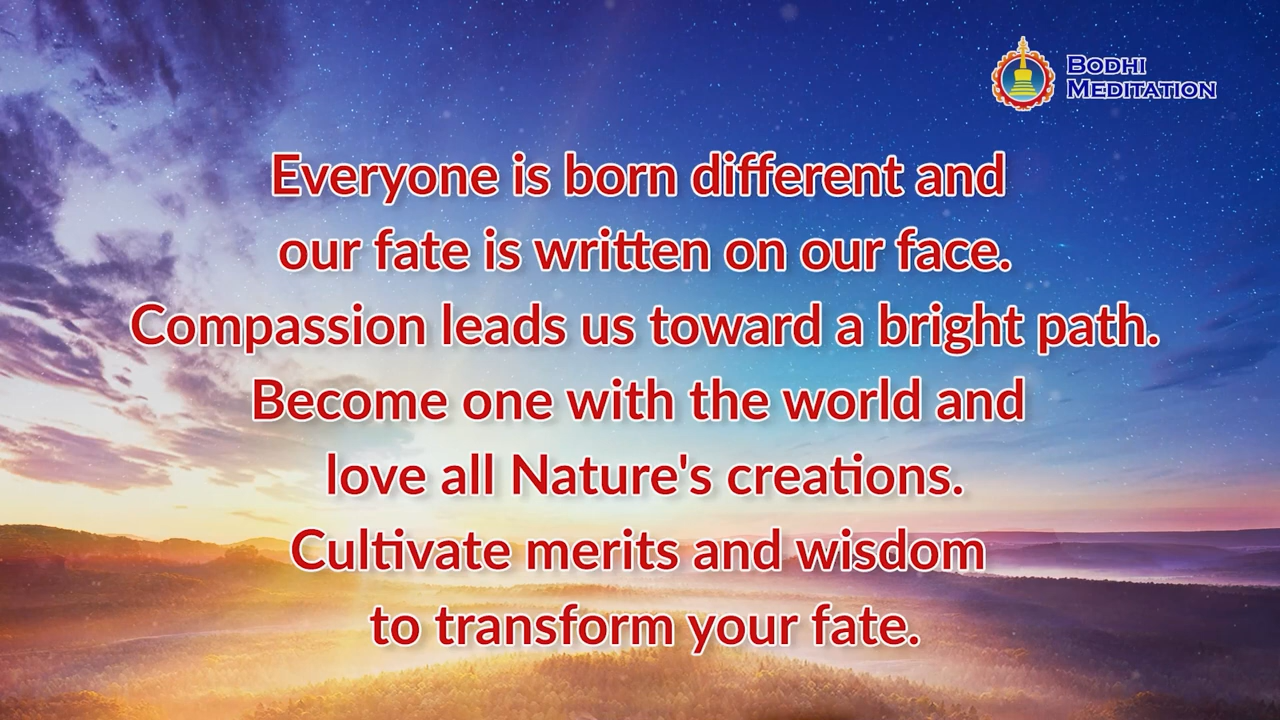 BODHI
MEDITATION
Everyone is born different and
our fate is written on our face.
Compassion leads us toward a bright path.
Become one with the world and
love all Nature's creations.
Cultivate merits and wisdom
to transform your fate.